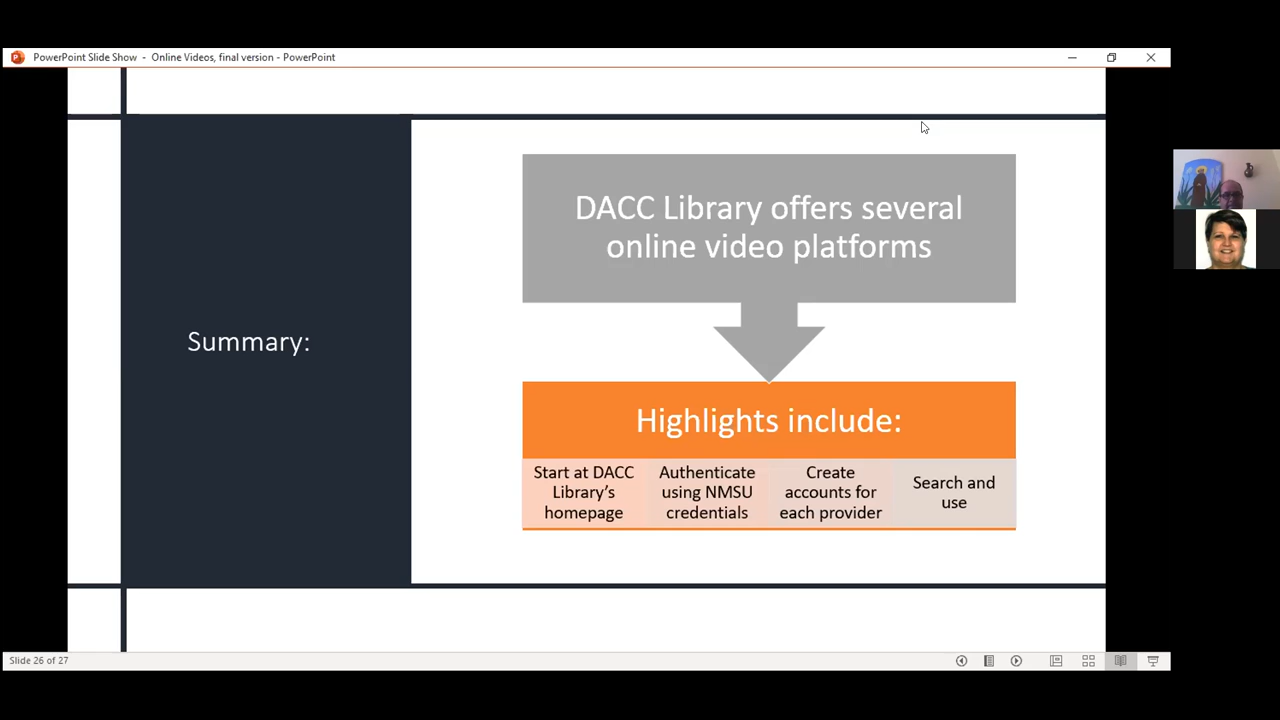 PowerPoint Slide Show - Online Videos, final version - PowerPoint
Summary:
DACC Library offers several
online video platforms
Highlights include:
Start at DACC
Library's
homepage
Authenticate
using NMSU
credentials
Create
accounts for
each provider
Search and
use
Slide 26 of 27